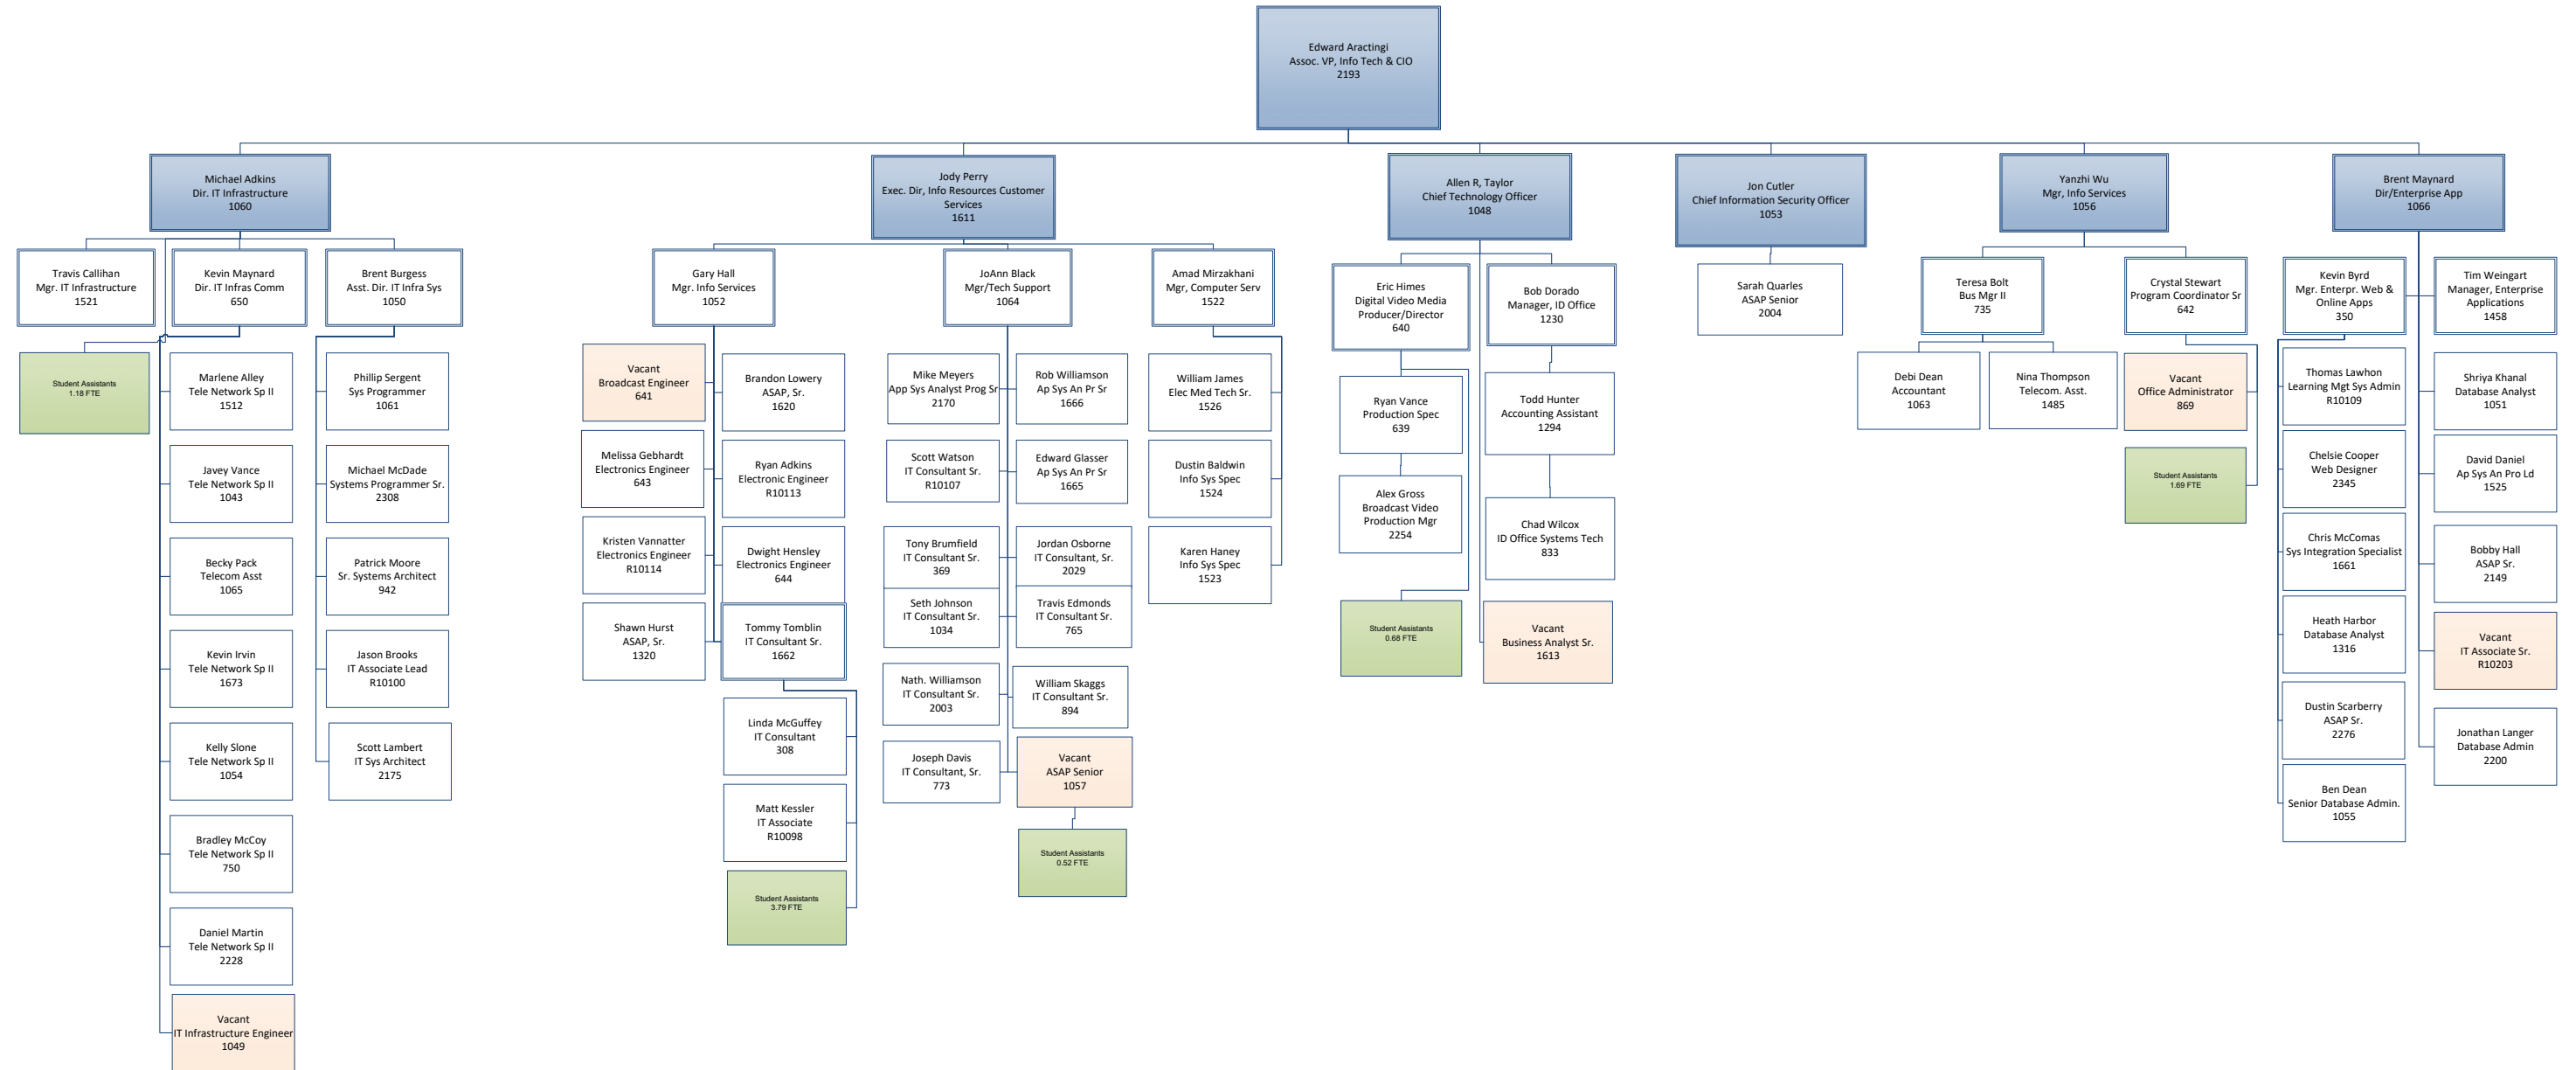 Edward Aractingi
Assoc. VP, Info Tech & CIO
2193
Michael Adkins
Dir. IT Infrastructure
1060
Jody Perry
Exec. Dir, Info Resources Customer
Services
1611
Allen R, Taylor
Chief Technology Officer
1048
Jon Cutler
Chief Information Security Officer
1053
Yanzhi Wu
Mgr, Info Services
1056
Brent Maynard
Dir/Enterprise App
1066
Travis Callihan
Mgr. IT Infrastructure
1521
Kevin Maynard
Dir. IT Infras Comm
650
Brent Burgess
Asst. Dir. IT Infra Sys
1050
Student Assistants
1.18 FTE
Marlene Alley
Tele Network Sp II
1512
Javey Vance
Tele Network Sp II
1043
Becky Pack
Telecom Asst
1065
Kevin Irvin
Tele Network Sp II
1673
Kelly Slone
Tele Network Sp II
1054
Bradley McCoy
Tele Network Sp II
750
Daniel Martin
Tele Network Sp II
2228
Vacant
IT Infrastructure Engineer
1049
Phillip Sergent
Sys Programmer
1061
Michael McDade
Systems Programmer Sr.
2308
Patrick Moore
Sr. Systems Architect
942
Jason Brooks
IT Associate Lead
R10100
Scott Lambert
IT Sys Architect
2175
Gary Hall
Mgr. Info Services
1052
JoAnn Black
Mgr/Tech Support
1064
Amad Mirzakhani
Mgr, Computer Serv
1522
Vacant
Broadcast Engineer
641
Melissa Gebhardt
Electronics Engineer
643
Kristen Vannatter
Electronics Engineer
R10114
Shawn Hurst
ASAP, Sr.
1320
Brandon Lowery
ASAP, Sr.
1620
Ryan Adkins
Electronic Engineer
R10113
Dwight Hensley
Electronics Engineer
644
Tommy Tomblin
IT Consultant Sr.
1662
Linda McGuffey
IT Consultant
308
Matt Kessler
IT Associate
R10098
Student Assistants
3.79 FTE
Mike Meyers
App Sys Analyst Prog Sr
2170
Rob Williamson
Ap Sys An Pr Sr
1666
Scott Watson
IT Consultant Sr.
R10107
Edward Glasser
Ap Sys An Pr Sr
1665
Tony Brumfield
IT Consultant Sr.
369
Jordan Osborne
IT Consultant, Sr.
2029
Seth Johnson
IT Consultant Sr.
1034
Travis Edmonds
IT Consultant Sr.
765
Nath. Williamson
IT Consultant Sr.
2003
William Skaggs
IT Consultant Sr.
894
Joseph Davis
IT Consultant, Sr.
773
Vacant
ASAP Senior
1057
Student Assistants
0.52 FTE
William James
Elec Med Tech Sr.
1526
Dustin Baldwin
Info Sys Spec
1524
Karen Haney
Info Sys Spec
1523
Eric Himes
Digital Video Media
Producer/Director
640
Bob Dorado
Manager, ID Office
1230
Ryan Vance
Production Spec
639
Alex Gross
Broadcast Video
Production Mgr
2254
Student Assistants
0.68 FTE
Todd Hunter
Accounting Assistant
1294
Chad Wilcox
ID Office Systems Tech
833
Vacant
Business Analyst Sr.
1613
Sarah Quarles
ASAP Senior
2004
Teresa Bolt
Bus Mgr II
735
Crystal Stewart
Program Coordinator Sr
642
Debi Dean
Accountant
1063
Nina Thompson
Telecom. Asst.
1485
Vacant
Office Administrator
869
Student Assistants
1.69 FTE
Kevin Byrd
Mgr. Enterpr. Web &
Online Apps
350
Tim Weingart
Manager, Enterprise
Applications
1458
Thomas Lawhon
Learning Mgt Sys Admin
R10109
Chelsie Cooper
Web Designer
2345
Chris McComas
Sys Integration Specialist
1661
Heath Harbor
Database Analyst
1316
Dustin Scarberry
ASAP Sr.
2276
Ben Dean
Senior Database Admin.
1055
Shriya Khanal
Database Analyst
1051
David Daniel
Ap Sys An Pro Ld
1525
Bobby Hall
ASAP Sr.
2149
Vacant
IT Associate Sr.
R10203
Jonathan Langer
Database Admin
2200